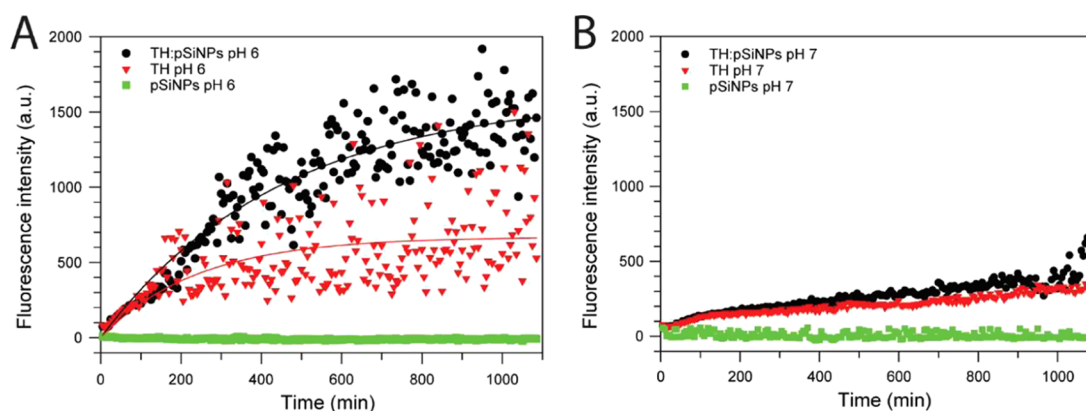 A
TH:pSiNPs pH 6
TH pH 6
pSiNPs pH 6
Fluorescence intensity (a.u.)
2000
1500
1000
500
0
0
200
400
600
800
1000
Time (min)
B
TH:pSiNPs pH 7
TH pH 7
pSiNPs pH 7
Fluorescence intensity (a.u.)
2000
1500
1000
500
0
0
200
400
600
800
1000
Time (min)